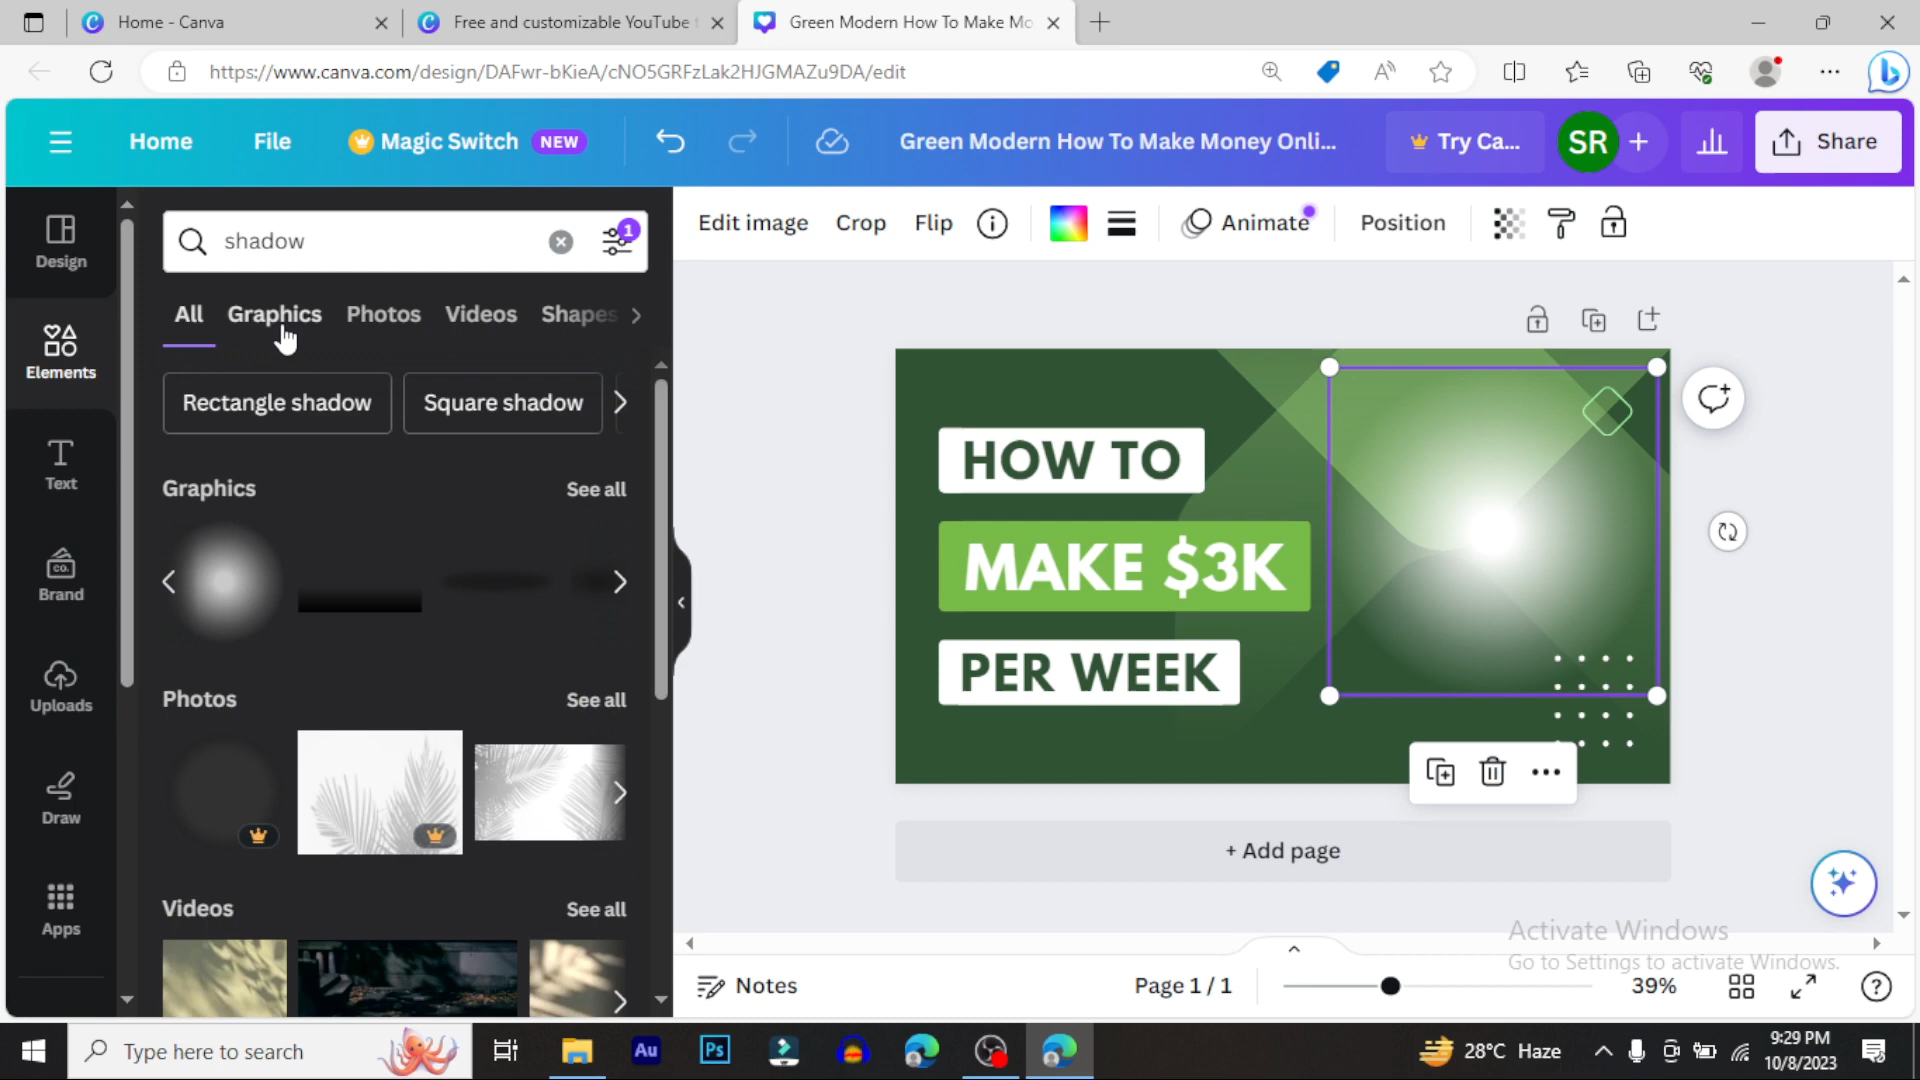 Home - Canva
Free and customizable YouTube t
Green Modern How To Make Mo
https://www.canva.com/design/DAFwr-bKieA/cNO5GRFzLak2HJGMAZu9DA/edit
Home
File
Magic Switch NEW
Green Modern How To Make Money Onli...
Try Ca...
SR
Share
Design
Elements
Text
Brand
Uploads
Draw
Apps
shadow
1
All
Graphics
Photos
Videos
Shapes
Rectangle shadow
Square shadow
Graphics
See all
Photos
See all
Videos
See all
Edit image
Crop
Flip
Animate
Position
HOW TO
MAKE $3K
PER WEEK
+ Add page
Activate Windows
Go to Settings to activate Windows.
Notes
Page 1 / 1
39%
Type here to search
Au
Ps
28°C Haze
9:29 PM
10/8/2023